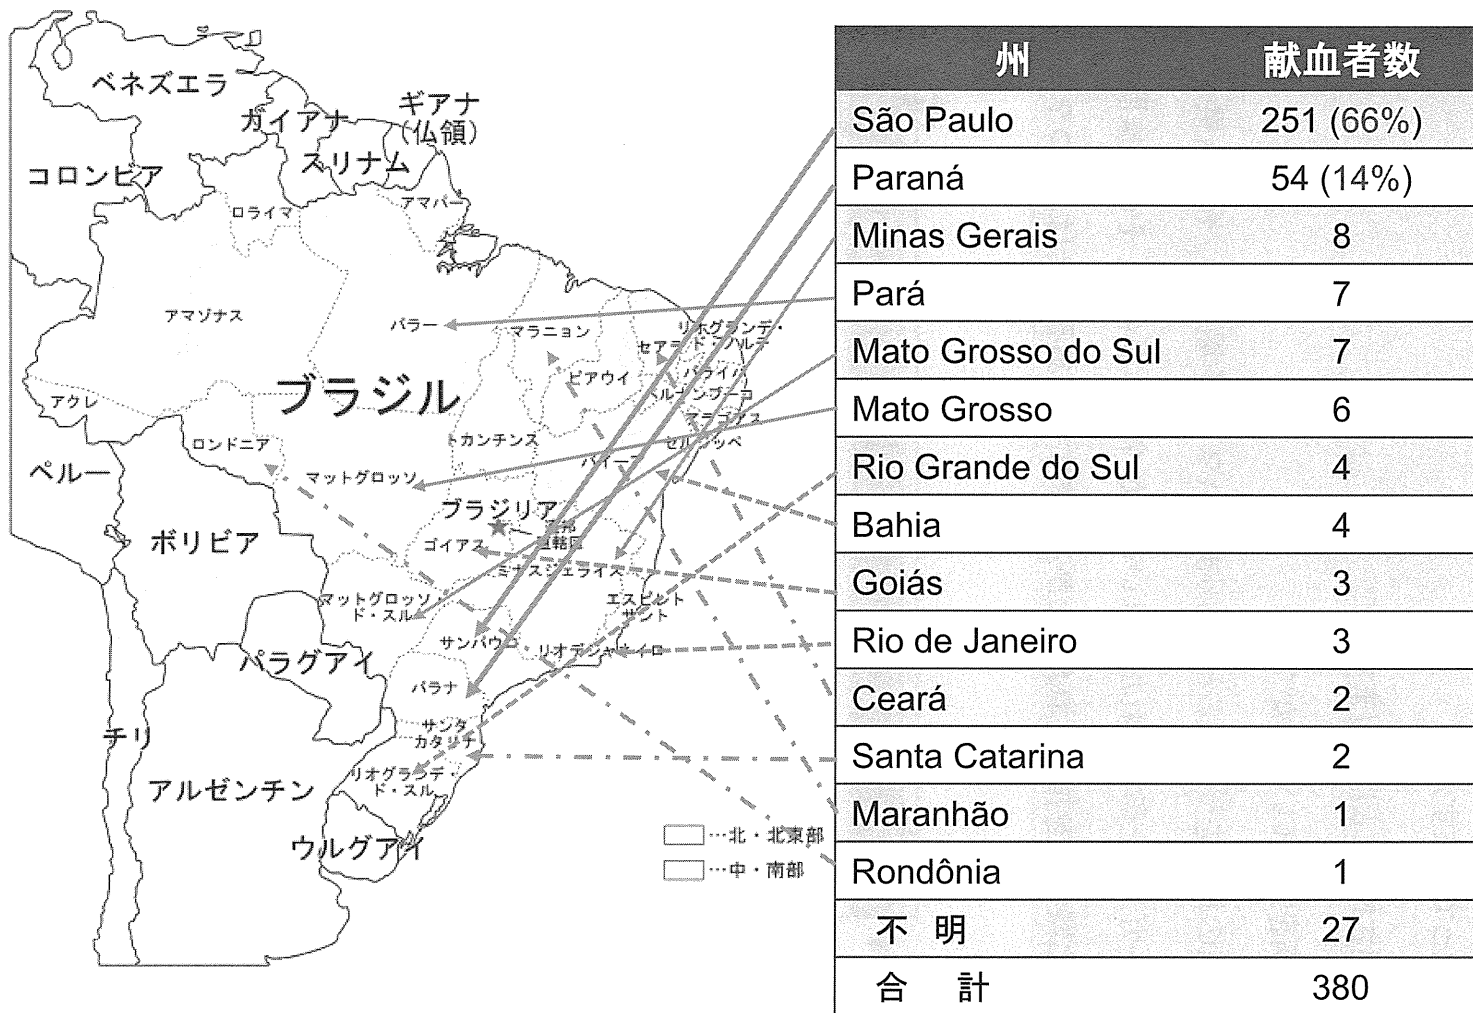 ベネズエラ
ガイアナ
ギアナ
(仏領)
スリナム
コロンビア
ロライマ
アマパー
アマゾナス
パラー
マラニョン
セアラ
リホグランデ・
ド・ノルテ
ピアウイ
パライバ
ペルナンブーコ
アラゴアス
セルジッペ
ブラジル
アクレ
ロンドニア
トカンチンス
バイーア
マットグロッソ
ペルー
ブラジリア
連邦
直轄区
ゴイアス
ミナスジェライス
ボリビア
マットグロッソ・
ド・スル
エスピリト
サント
サンパウロ
リオデジャネイロ
パラグアイ
パラナ
サンタ
カタリナ
チリ
アルゼンチン
リオグランデ・
ド・スル
ウルグアイ
…北・北東部
…中・南部
州 献血者数
São Paulo 251 (66%)
Paraná 54 (14%)
Minas Gerais 8
Pará 7
Mato Grosso do Sul 7
Mato Grosso 6
Rio Grande do Sul 4
Bahia 4
Goiás 3
Rio de Janeiro 3
Ceará 2
Santa Catarina 2
Maranhão 1
Rondônia 1
不 明 27
合 計 380